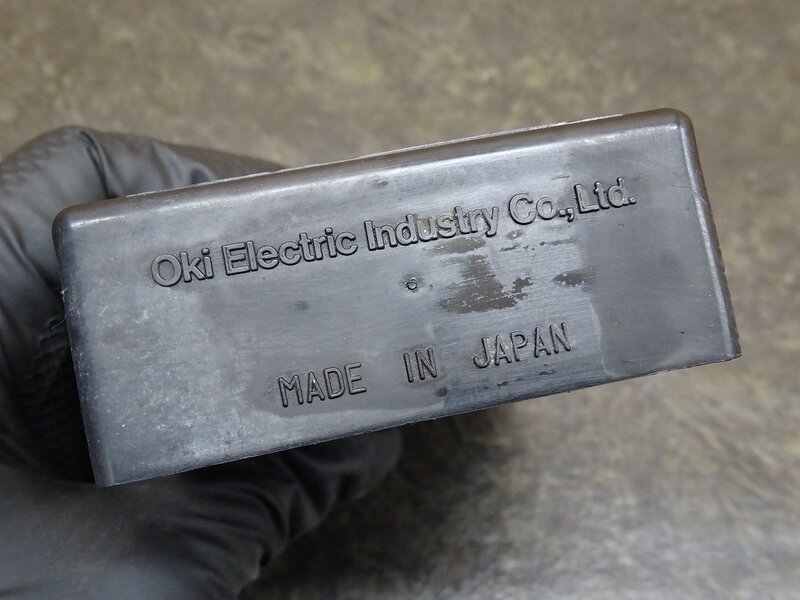 Oki Electric Industry Co.,Ltd.
MADE IN JAPAN